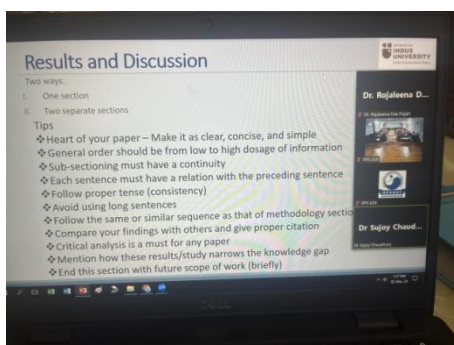 Results and Discussion
INDUS
UNIVERSITY
Two ways:
I. One section
II. Two separate sections
Tips
❖Heart of your paper – Make it as clear, concise, and simple
❖General order should be from low to high dosage of information
❖Sub-sectioning must have a continuity
❖Each sentence must have a relation with the preceding sentence
❖Follow proper tense (consistency)
❖Avoid using long sentences
❖Follow the same or similar sequence as that of methodology sectio
❖Compare your findings with others and give proper citation
❖Critical analysis is a must for any paper
❖Mention how these results/study narrows the knowledge gap
❖End this section with future scope of work (briefly)
Dr. Rojaleena D...
Dr Sujoy Chaud...
Dr Sujoy Chaudhury
DELL